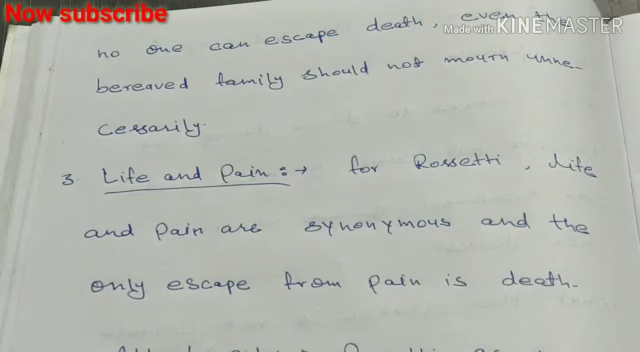 Now subscribe
Made with KINEMASTER
no one can escape death, even
bereaved family should not mourn unne-
cessarily.
3. Life and Pain :→ for Rossetti, life
and pain are synonymous and the
only escape from pain is death.